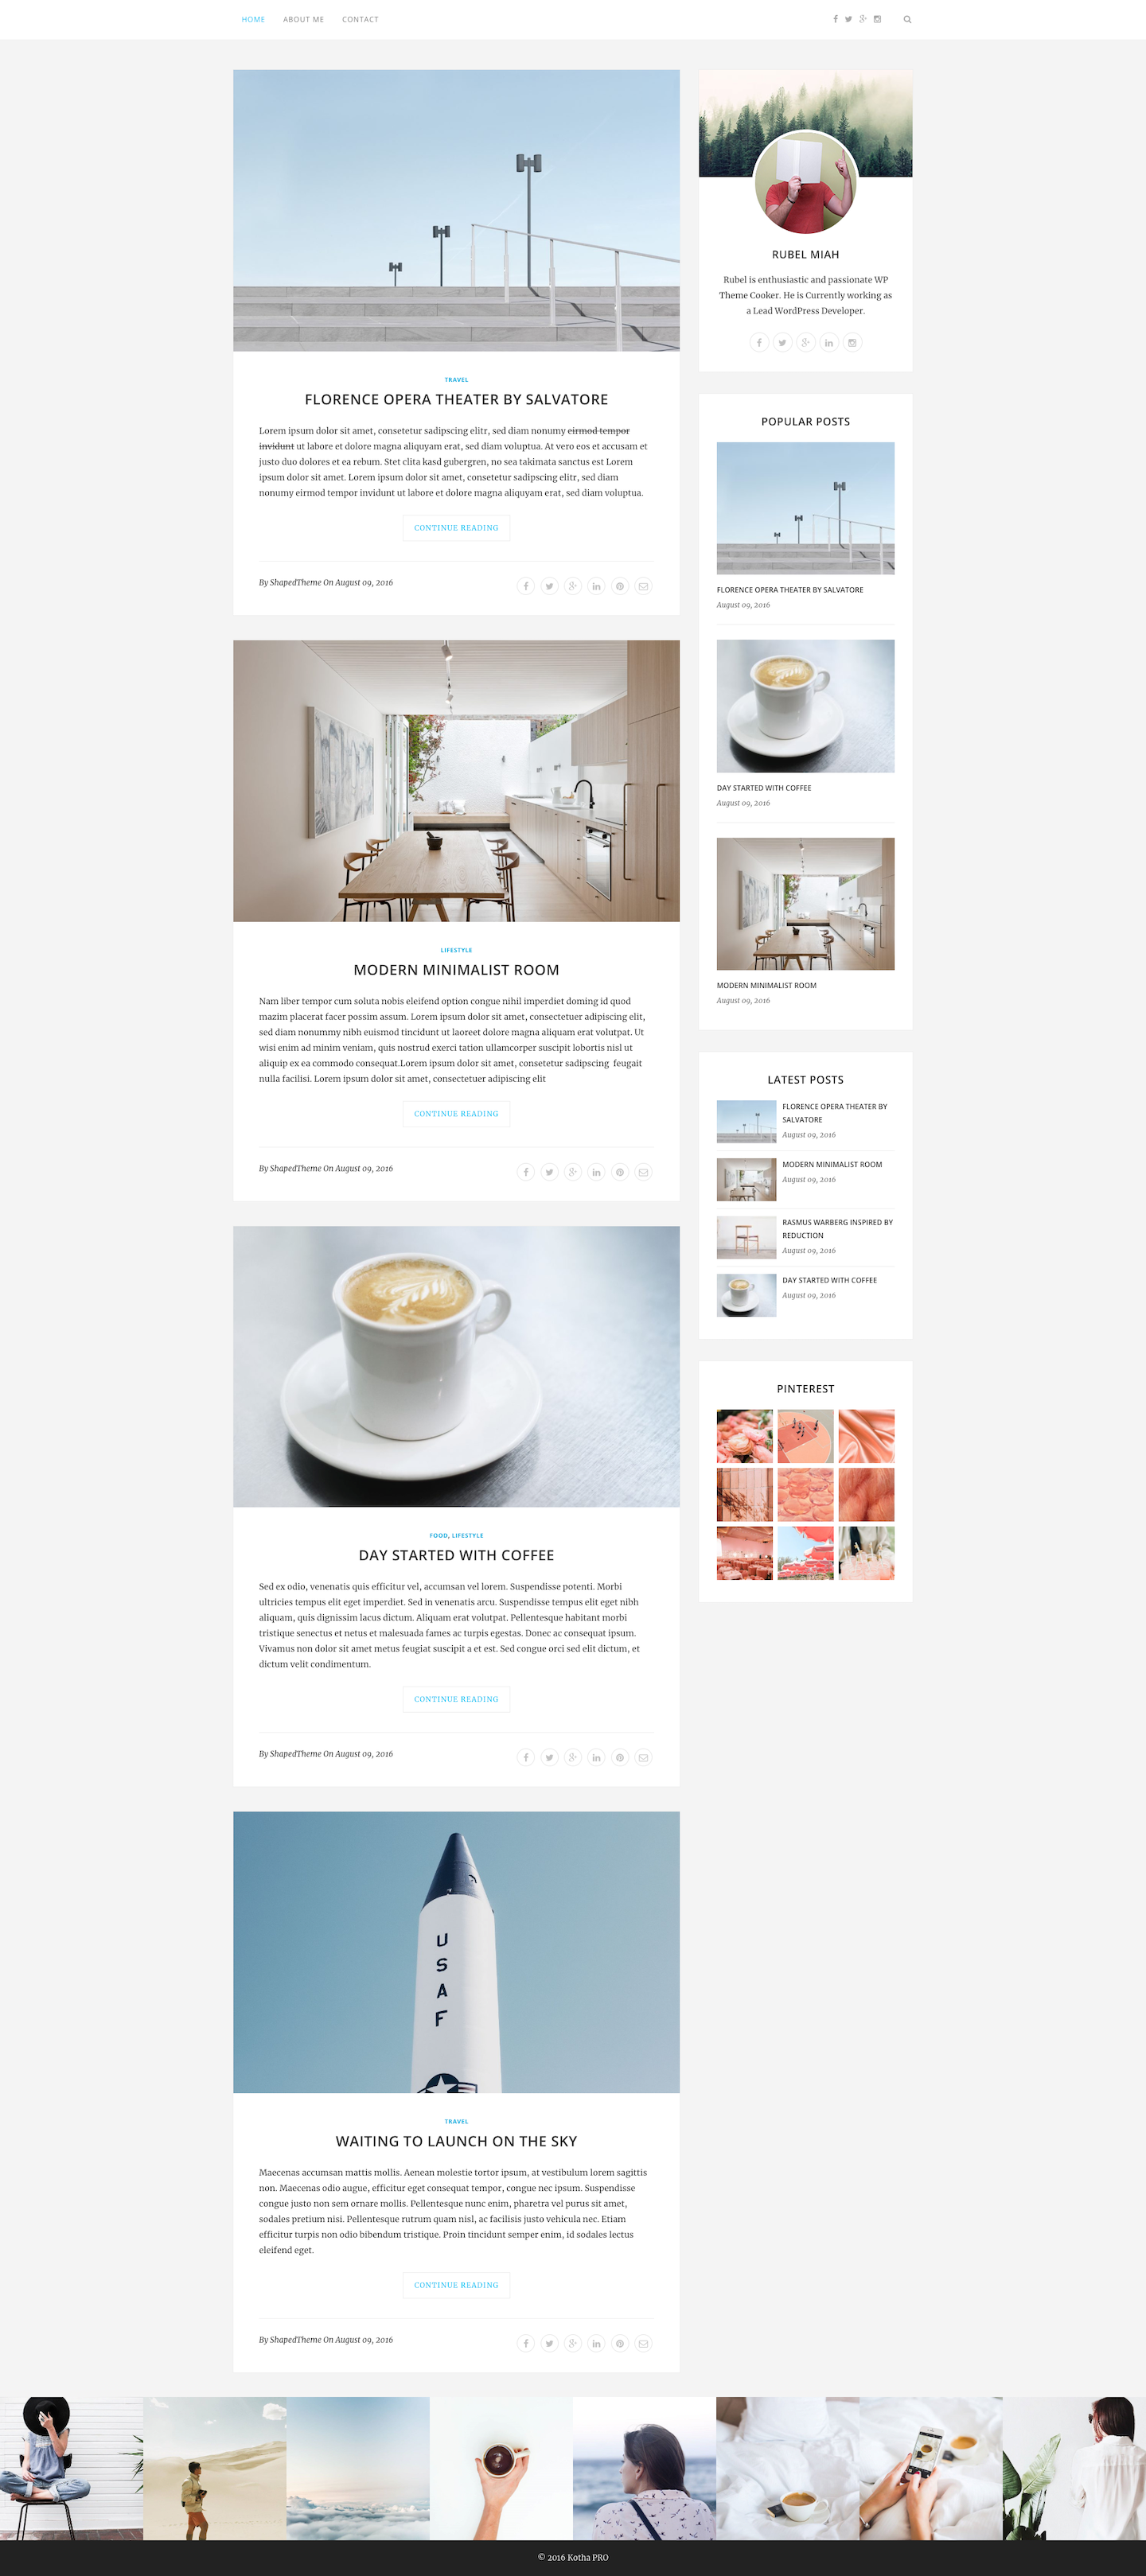 HOME ABOUT ME CONTACT
TRAVEL
FLORENCE OPERA THEATER BY SALVATORE
Lorem ipsum dolor sit amet, consetetur sadipscing elitr, sed diam nonumy eirmod tempor
invidunt ut labore et dolore magna aliquyam erat, sed diam voluptua. At vero eos et accusam et
justo duo dolores et ea rebum. Stet clita kasd gubergren, no sea takimata sanctus est Lorem
ipsum dolor sit amet. Lorem ipsum dolor sit amet, consetetur sadipscing elitr, sed diam
nonumy eirmod tempor invidunt ut labore et dolore magna aliquyam erat, sed diam voluptua.
CONTINUE READING
By ShapedTheme On August 09, 2016
LIFESTYLE
MODERN MINIMALIST ROOM
Nam liber tempor cum soluta nobis eleifend option congue nihil imperdiet doming id quod
mazim placerat facer possim assum. Lorem ipsum dolor sit amet, consectetuer adipiscing elit,
sed diam nonummy nibh euismod tincidunt ut laoreet dolore magna aliquam erat volutpat. Ut
wisi enim ad minim veniam, quis nostrud exerci tation ullamcorper suscipit lobortis nisl ut
aliquip ex ea commodo consequat.Lorem ipsum dolor sit amet, consetetur sadipscing feugait
nulla facilisi. Lorem ipsum dolor sit amet, consectetuer adipiscing elit
CONTINUE READING
By ShapedTheme On August 09, 2016
FOOD, LIFESTYLE
DAY STARTED WITH COFFEE
Sed ex odio, venenatis quis efficitur vel, accumsan vel lorem. Suspendisse potenti. Morbi
ultricies tempus elit eget imperdiet. Sed in venenatis arcu. Suspendisse tempus elit eget nibh
aliquam, quis dignissim lacus dictum. Aliquam erat volutpat. Pellentesque habitant morbi
tristique senectus et netus et malesuada fames ac turpis egestas. Donec ac consequat ipsum.
Vivamus non dolor sit amet metus feugiat suscipit a et est. Sed congue orci sed elit dictum, et
dictum velit condimentum.
CONTINUE READING
By ShapedTheme On August 09, 2016
U
S
A
F
TRAVEL
WAITING TO LAUNCH ON THE SKY
Maecenas accumsan mattis mollis. Aenean molestie tortor ipsum, at vestibulum lorem sagittis
non. Maecenas odio augue, efficitur eget consequat tempor, congue nec ipsum. Suspendisse
congue justo non sem ornare mollis. Pellentesque nunc enim, pharetra vel purus sit amet,
sodales pretium nisi. Pellentesque rutrum quam nisl, ac facilisis justo vehicula nec. Etiam
efficitur turpis non odio bibendum tristique. Proin tincidunt semper enim, id sodales lectus
eleifend eget.
CONTINUE READING
By ShapedTheme On August 09, 2016
RUBEL MIAH
Rubel is enthusiastic and passionate WP
Theme Cooker. He is Currently working as
a Lead WordPress Developer.
POPULAR POSTS
FLORENCE OPERA THEATER BY SALVATORE
August 09, 2016
DAY STARTED WITH COFFEE
August 09, 2016
MODERN MINIMALIST ROOM
August 09, 2016
LATEST POSTS
FLORENCE OPERA THEATER BY
SALVATORE
August 09, 2016
MODERN MINIMALIST ROOM
August 09, 2016
RASMUS WARBERG INSPIRED BY
REDUCTION
August 09, 2016
DAY STARTED WITH COFFEE
August 09, 2016
PINTEREST
© 2016 Kotha PRO